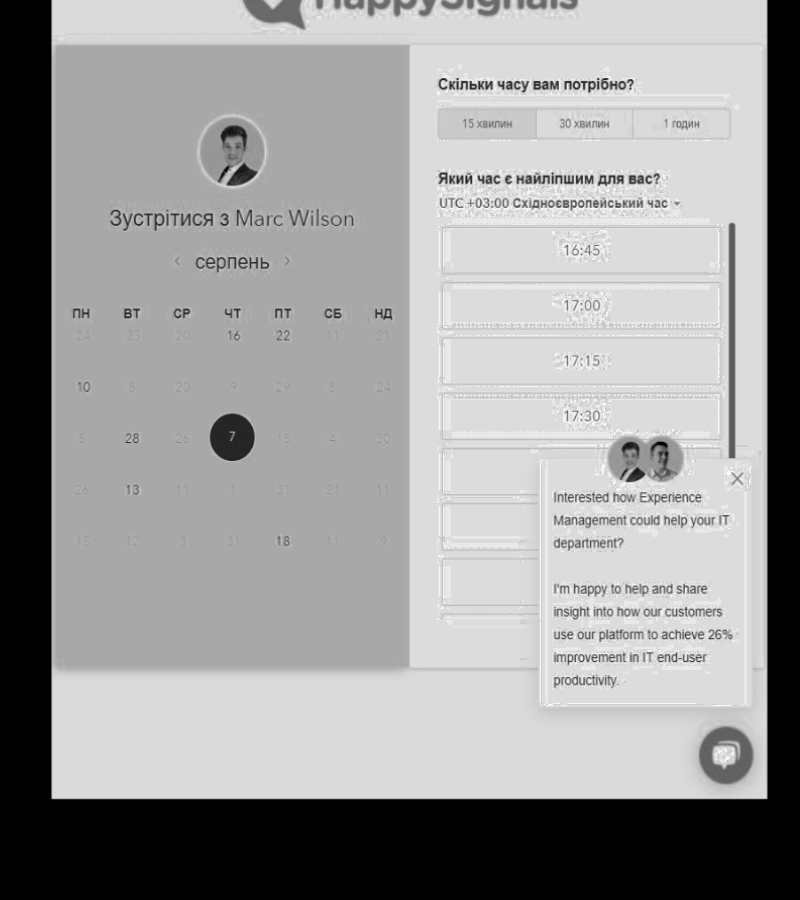 HappySignals
Зустрітися з Marc Wilson
серпень
ПН ВТ СР ЧТ ПТ СБ НД
24 23 20 16 22 11 21
10 5 20 9 29 5 24
5 28 26 7 15 4 30
26 13 11 1 31 21 11
15 12 3 31 18 11 9
Скільки часу вам потрібно?
15 хвилин 30 хвилин 1 годин
Який час є найліпшим для вас?
UTC +03:00 Східноєвропейський час
16:45
17:00
17:15
17:30
Interested how Experience
Management could help your IT
department?
I'm happy to help and share
insight into how our customers
use our platform to achieve 26%
improvement in IT end-user
productivity.